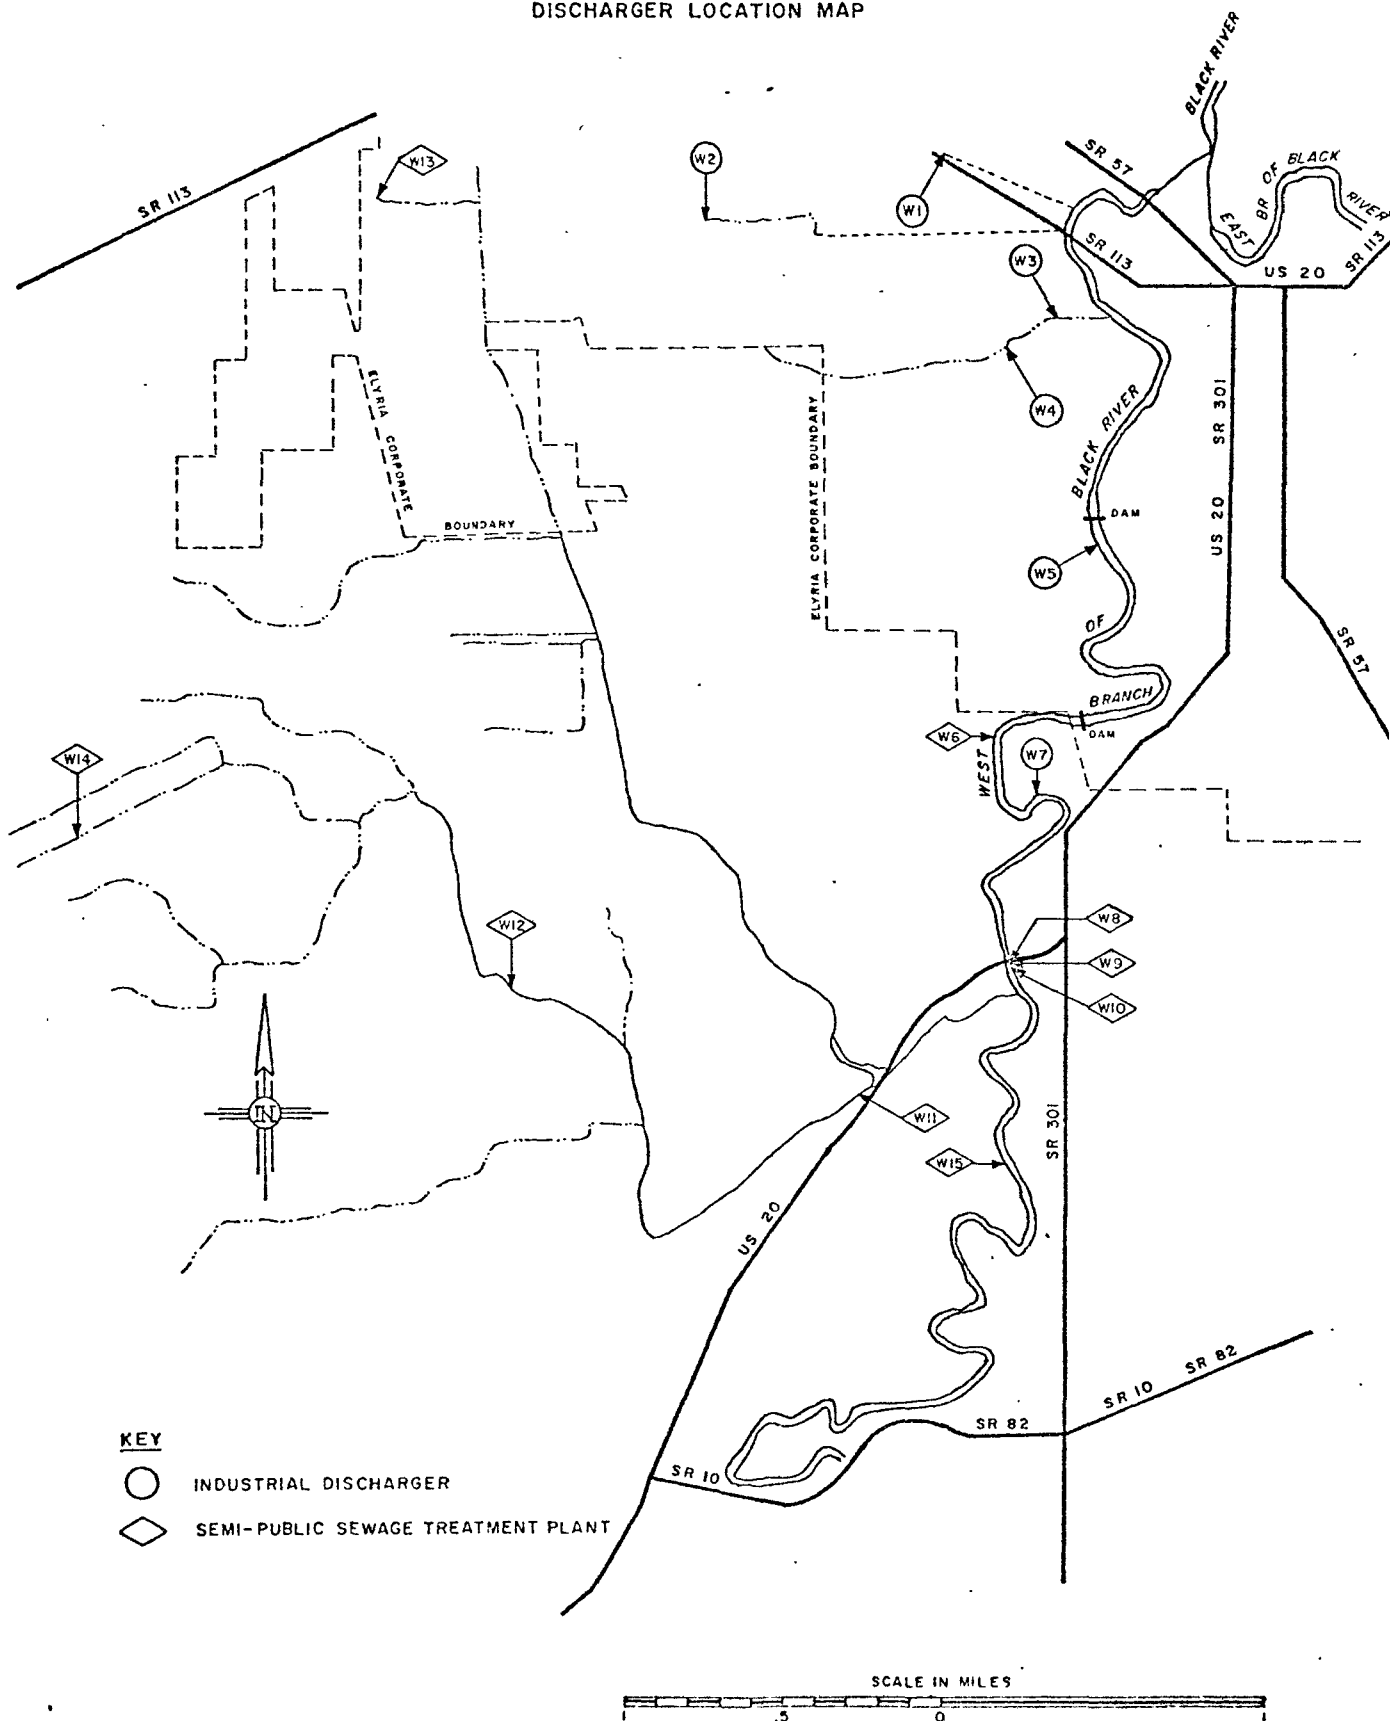 DISCHARGER LOCATION MAP
BLACK RIVER
SR 113
W13
W2
W1
SR 57
EAST BR OF BLACK RIVER
SR 113
W3
SR 113
US 20
W4
ELYRIA CORPORATE
BOUNDARY
ELYRIA CORPORATE BOUNDARY
WEST BRANCH OF BLACK RIVER
US 20 SR 301
DAM
W5
SR 57
W6
DAM
W7
W14
W8
W12
W9
W10
N
W11
SR 301
W15
US 20
SR 10 SR 82
SR 82
SR 10
KEY
INDUSTRIAL DISCHARGER
SEMI-PUBLIC SEWAGE TREATMENT PLANT
SCALE IN MILES
1 .5 0 1